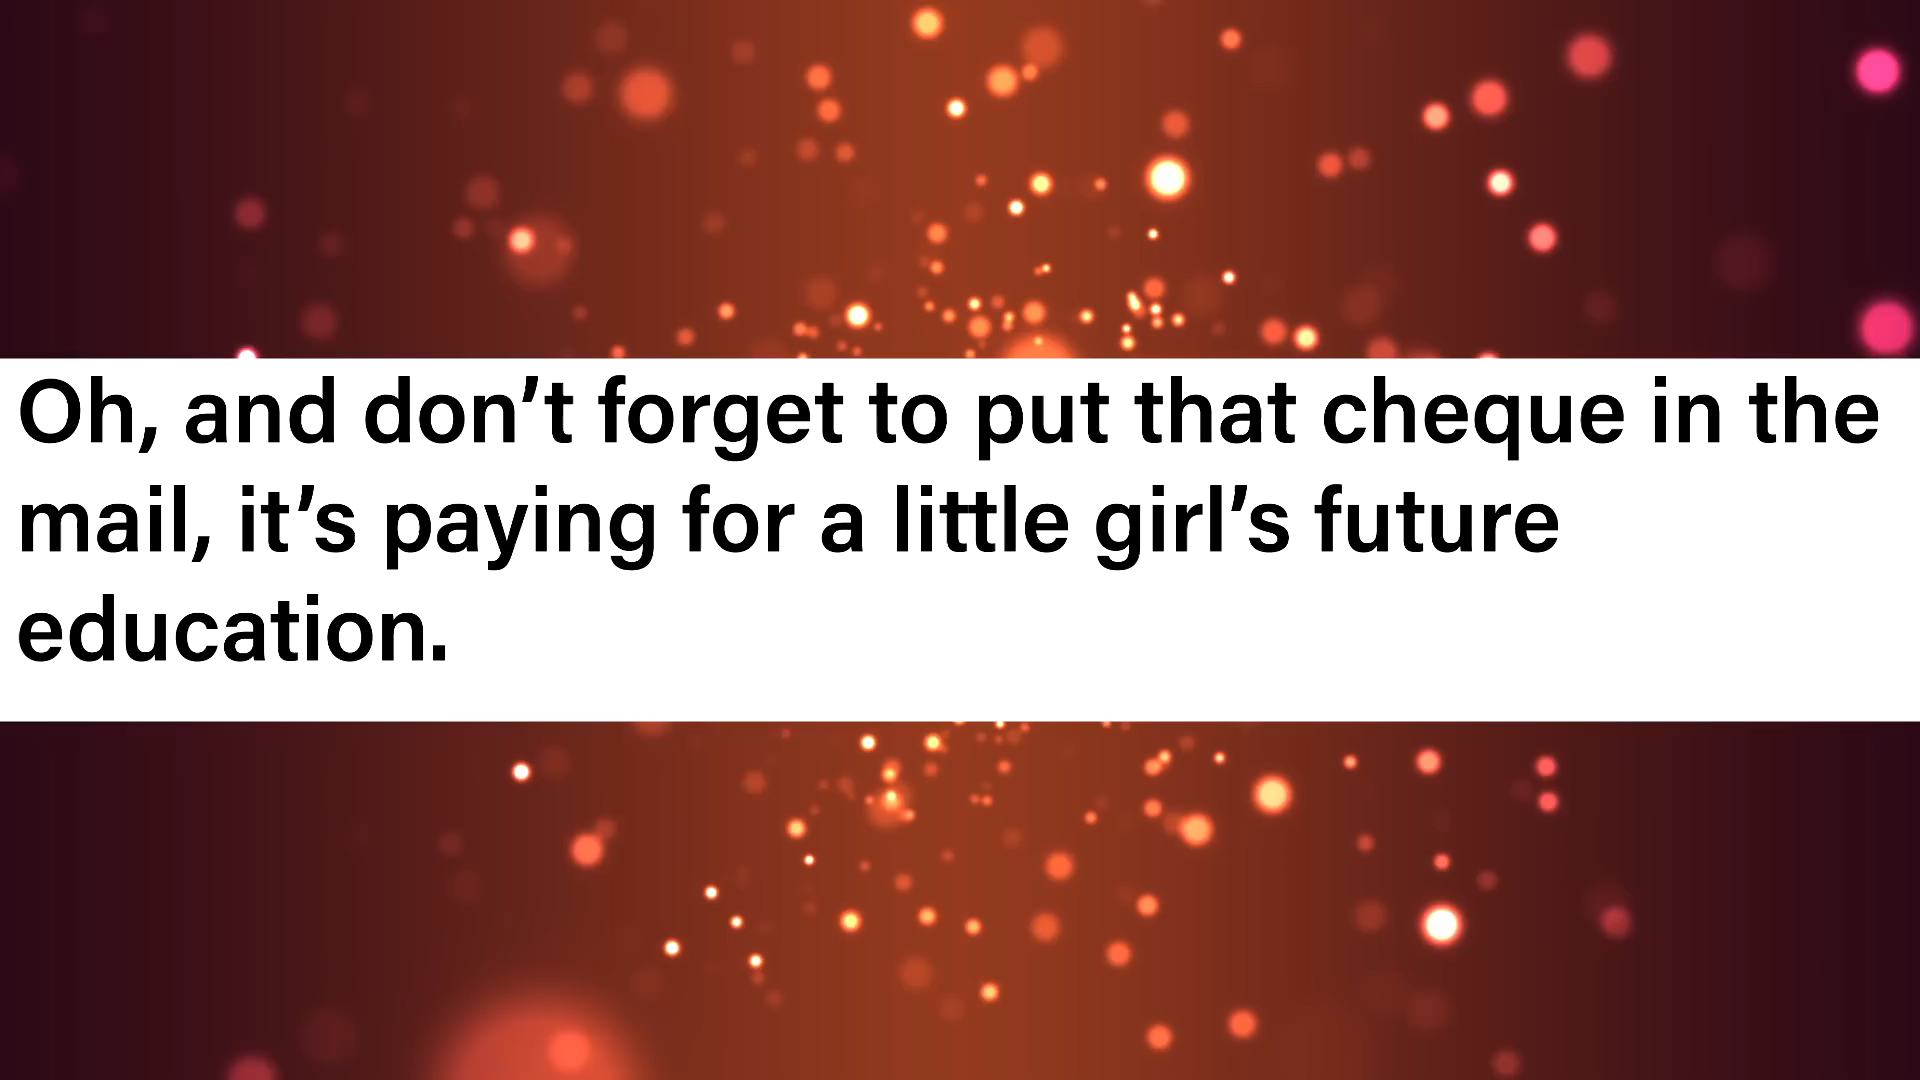 Oh, and don’t forget to put that cheque in the
mail, it’s paying for a little girl’s future
education.